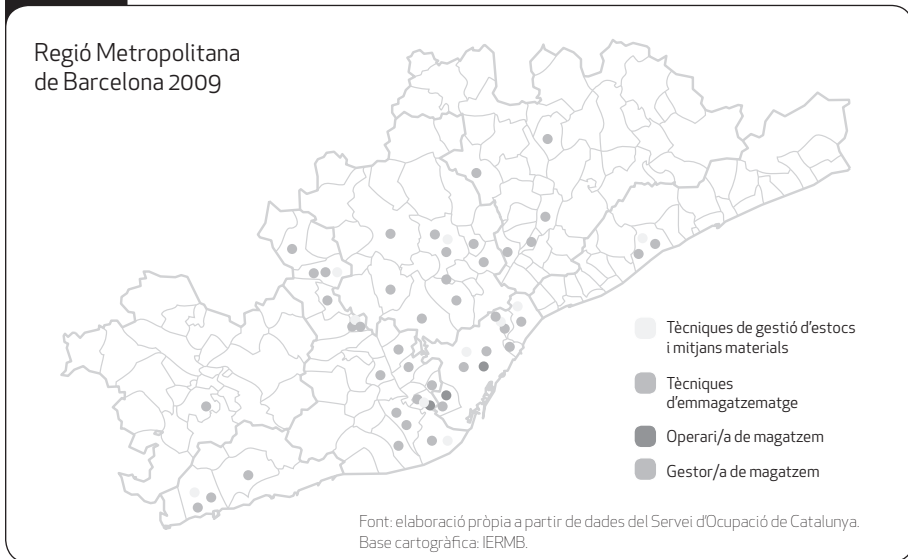 Regió Metropolitana
de Barcelona 2009
Tècniques de gestió d'estocs
i mitjans materials
Tècniques
d'emmagatzematge
Operari/a de magatzem
Gestor/a de magatzem
Font: elaboració pròpia a partir de dades del Servei d'Ocupació de Catalunya.
Base cartogràfica: IERMB.